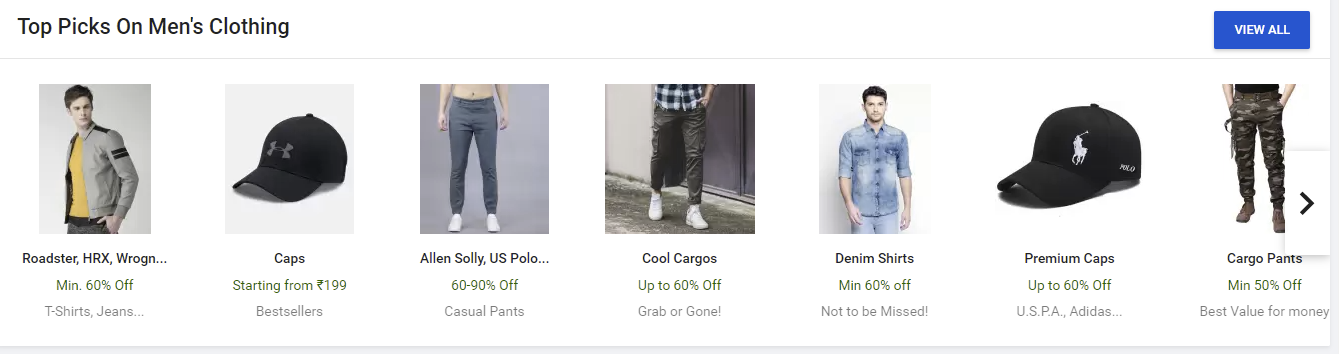 Top Picks On Men's Clothing
VIEW ALL
Roadster, HRX, Wrogn...
Min. 60% Off
T-Shirts, Jeans...
Caps
Starting from ₹199
Bestsellers
Allen Solly, US Polo...
60-90% Off
Casual Pants
Cool Cargos
Up to 60% Off
Grab or Gone!
Denim Shirts
Min 60% off
Not to be Missed!
POLO
Premium Caps
Up to 60% Off
U.S.P.A., Adidas...
Cargo Pants
Min 50% Off
Best Value for money